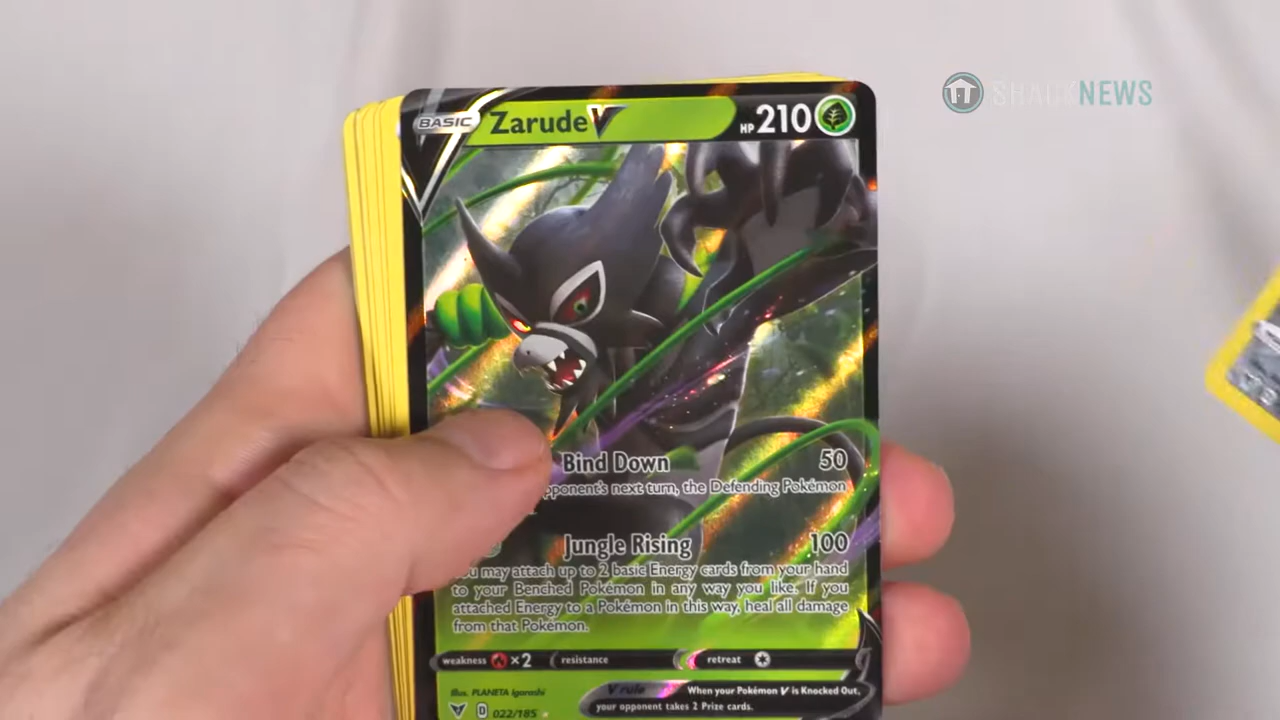 SHACKNEWS
BASIC Zarude V HP 210
Bind Down 50
opponent's next turn, the Defending Pokémon
Jungle Rising 100
You may attach up to 2 basic Energy cards from your hand
to your Benched Pokémon in any way you like. If you
attached Energy to a Pokémon in this way, heal all damage
from that Pokémon.
weakness ×2 resistance retreat
Illus. PLANETA Igarashi
V rule When your Pokémon V is Knocked Out,
your opponent takes 2 Prize cards.
D 022/185